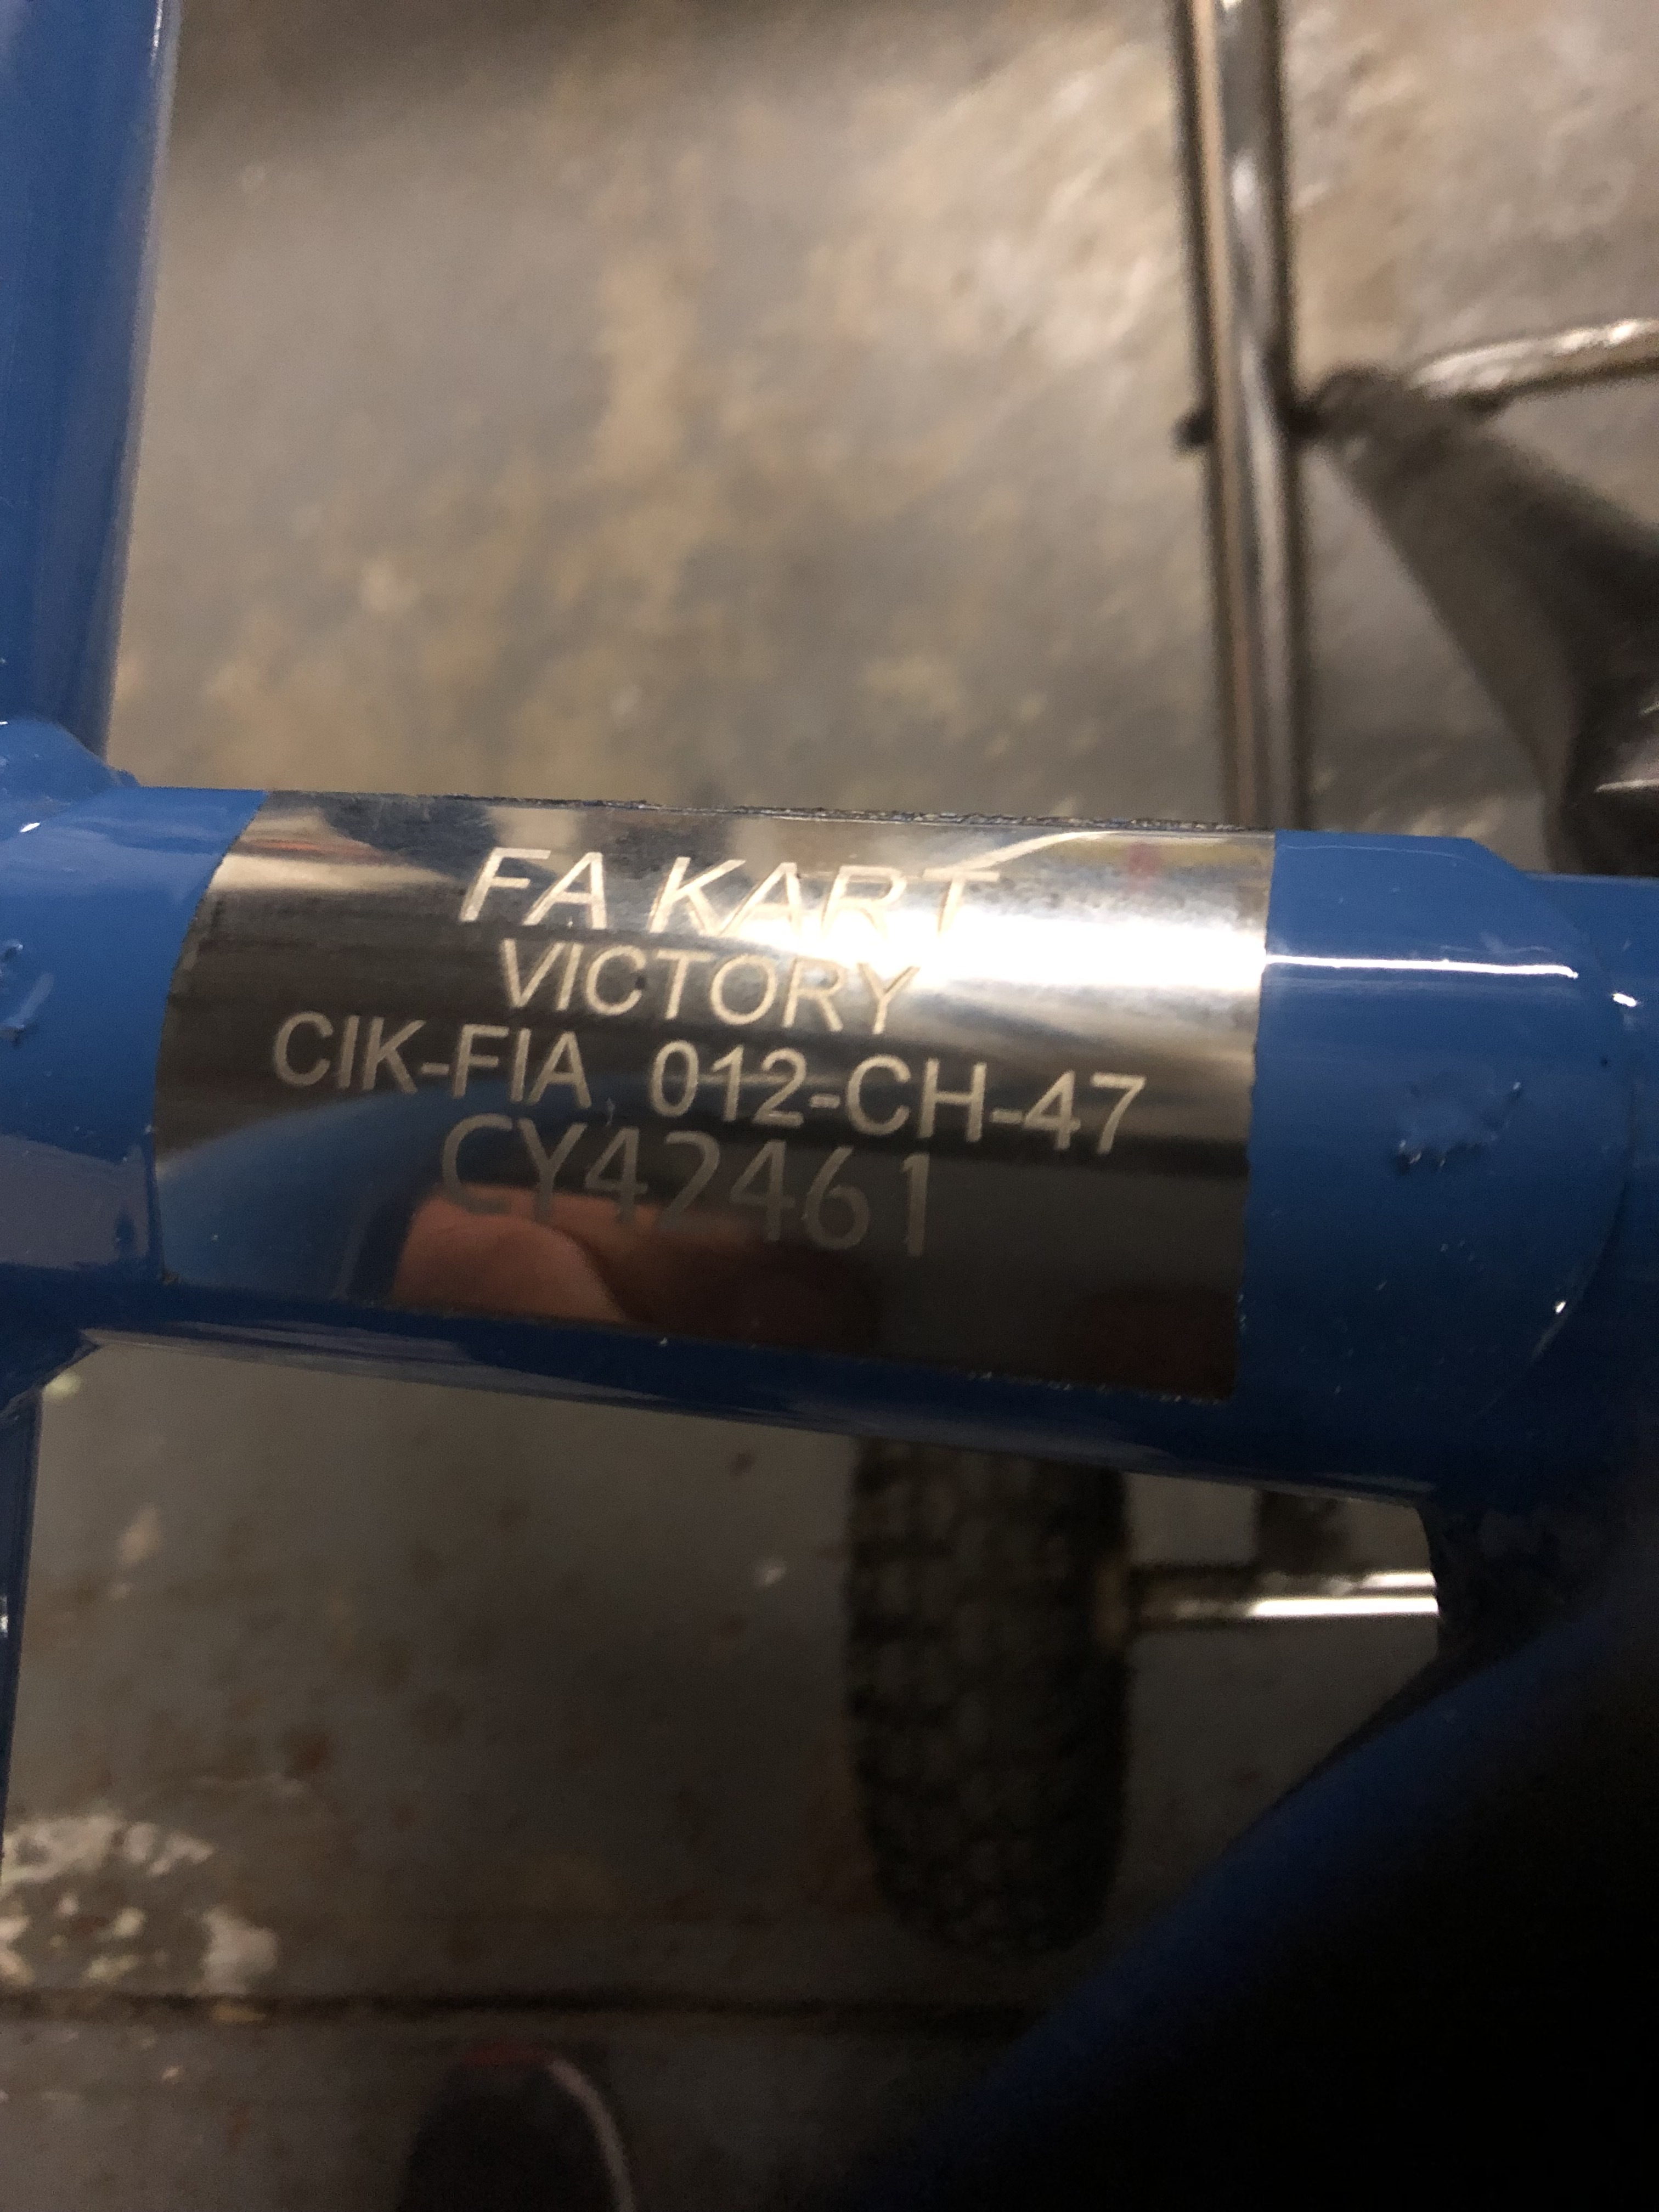 FA KART
VICTORY
CIK-FIA 012-CH-47
CY42461